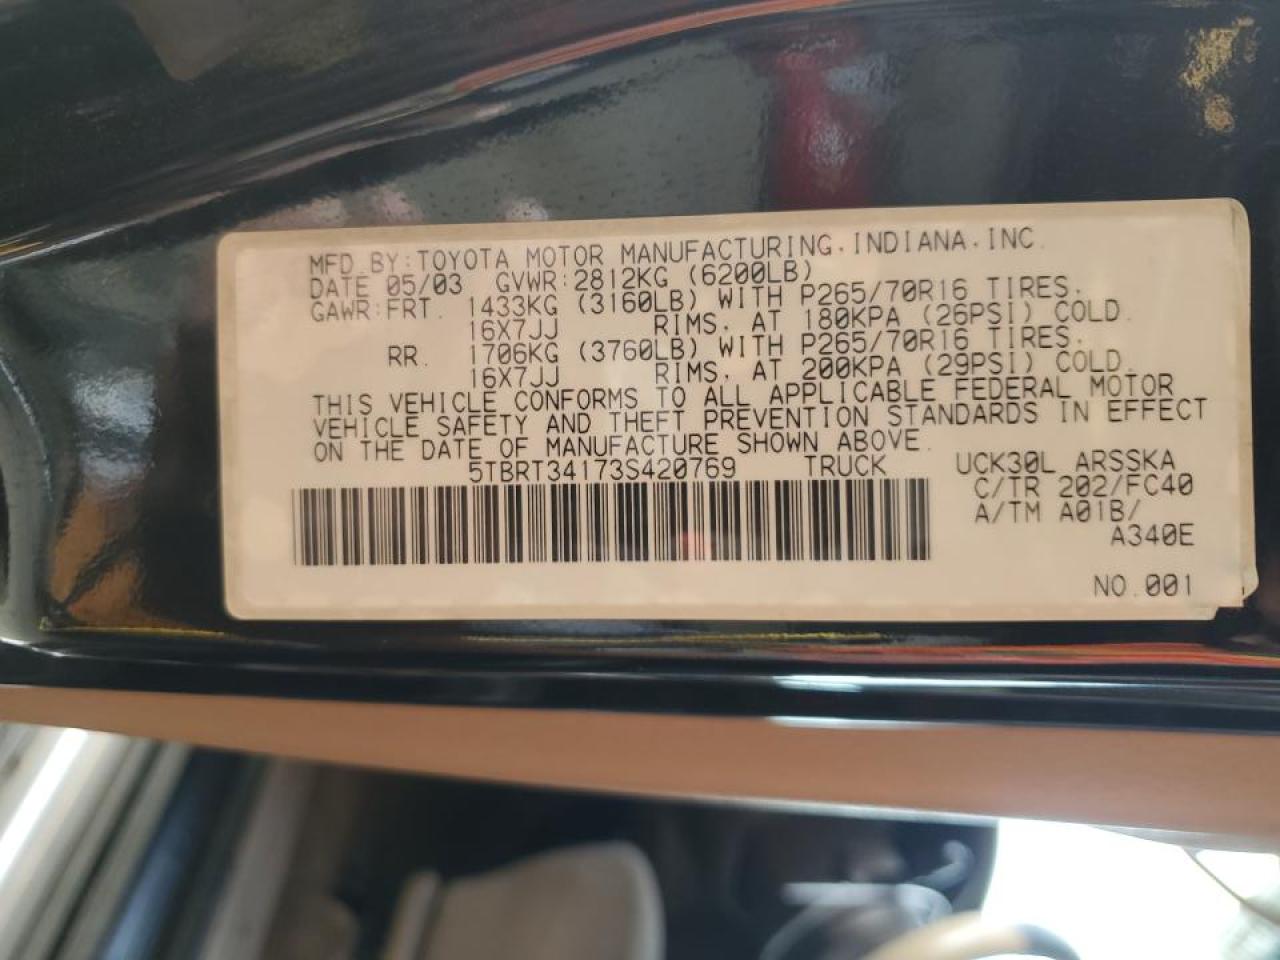 MFD.BY:TOYOTA MOTOR MANUFACTURING.INDIANA.INC.
DATE 05/03 GVWR:2812KG (6200LB)
GAWR:FRT. 1433KG (3160LB) WITH P265/70R16 TIRES.
16X7JJ RIMS. AT 180KPA (26PSI) COLD.
RR. 1706KG (3760LB) WITH P265/70R16 TIRES.
16X7JJ RIMS. AT 200KPA (29PSI) COLD.
THIS VEHICLE CONFORMS TO ALL APPLICABLE FEDERAL MOTOR
VEHICLE SAFETY AND THEFT PREVENTION STANDARDS IN EFFECT
ON THE DATE OF MANUFACTURE SHOWN ABOVE.
5TBRT34173S420769 TRUCK UCK30L ARSSKA
C/TR 202/FC40
A/TM A01B/
A340E
NO.001